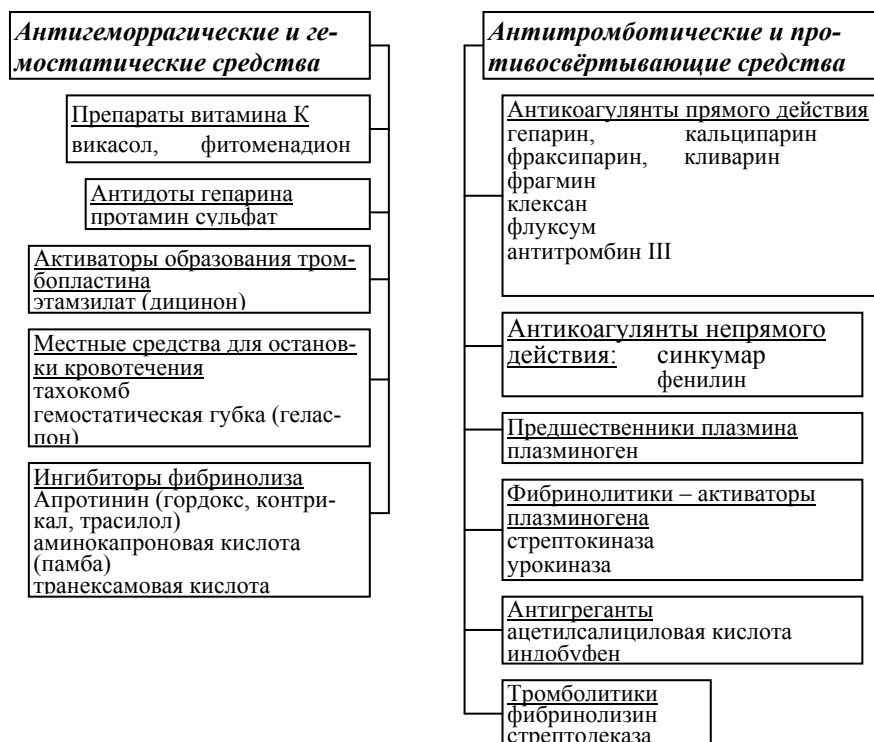 Антигеморрагические и ге-
мостатические средства
Препараты витамина К
викасол, фитоменадион
Антидоты гепарина
протамин сульфат
Активаторы образования тром-
бопластина
этамзилат (дицинон)
Местные средства для останов-
ки кровотечения
тахокомб
гемостатическая губка (гелас-
пон)
Ингибиторы фибринолиза
Апротинин (гордокс, контри-
кал, трасилол)
аминокапроновая кислота
(памба)
транексамовая кислота
Антитромботические и про-
тивосвёртывающие средства
Антикоагулянты прямого действия
гепарин, кальципарин
фраксипарин, кливарин
фрагмин
клексан
флуксум
антитромбин III
Антикоагулянты непрямого
действия: синкумар
фенилин
Предшественники плазмина
плазминоген
Фибринолитики – активаторы
плазминогена
стрептокиназа
урокиназа
Антигреганты
ацетилсалициловая кислота
индобуфен
Тромболитики
фибринолизин
стрептодеказа